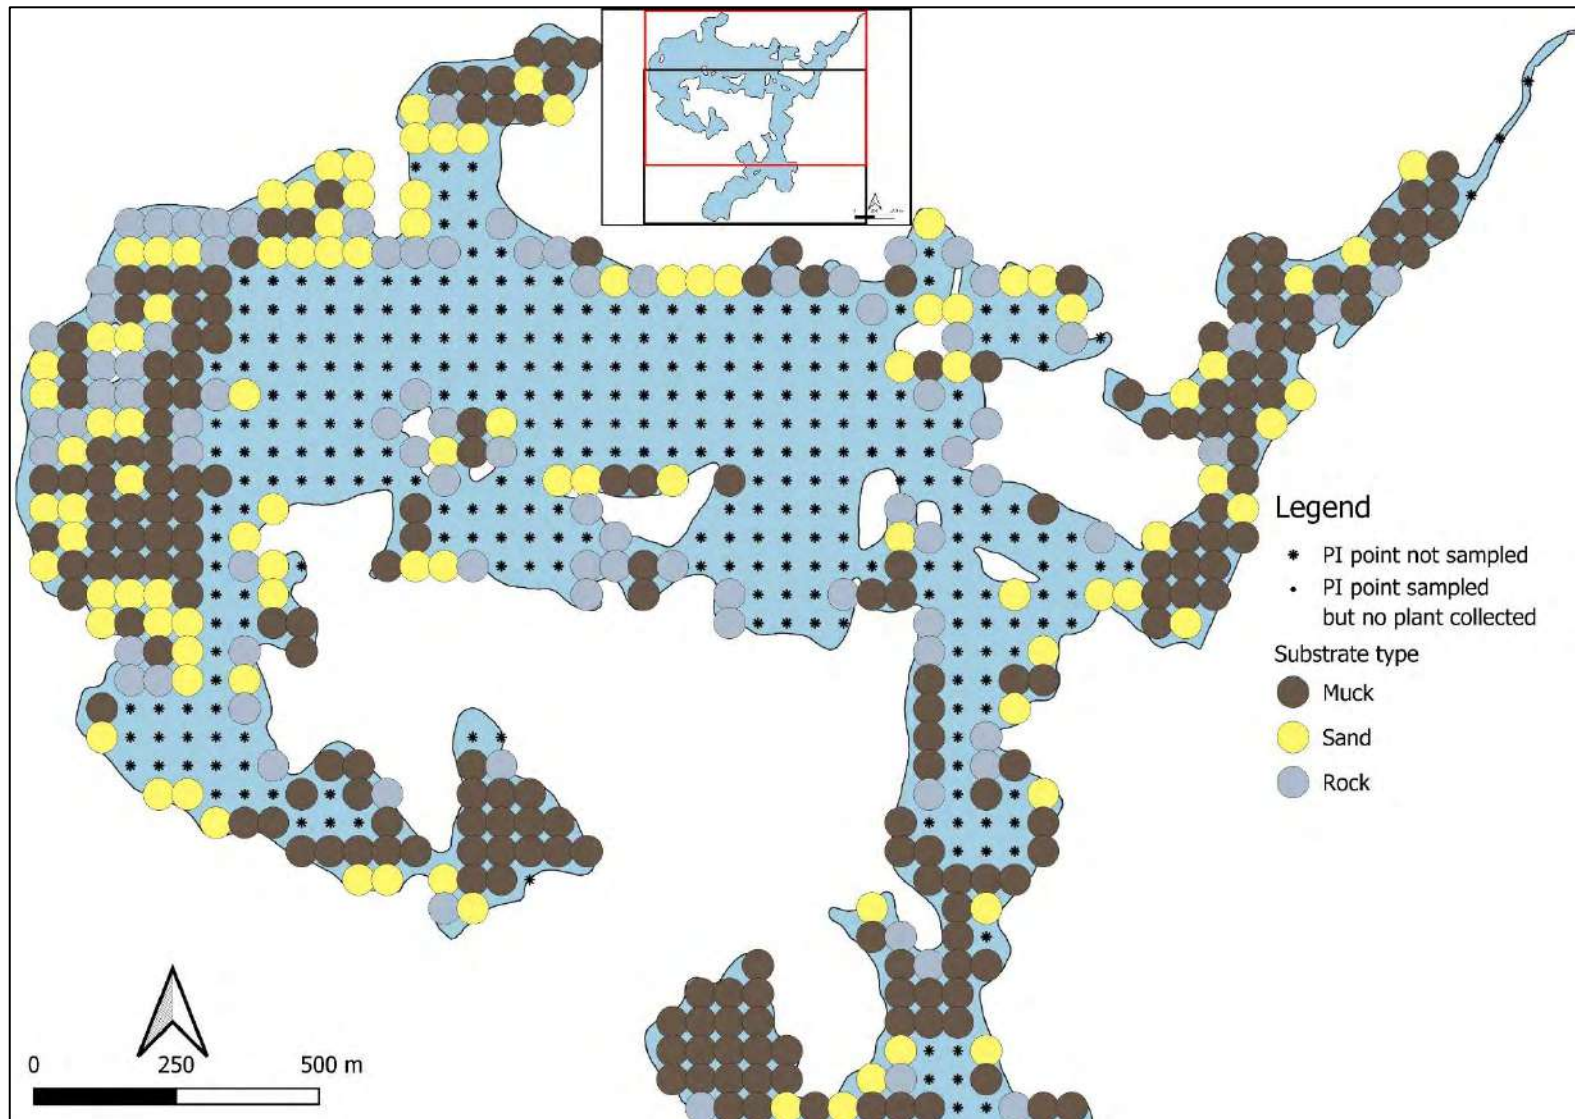 Legend
PI point not sampled
PI point sampled
but no plant collected
Substrate type
Muck
Sand
Rock
0 250 500 m